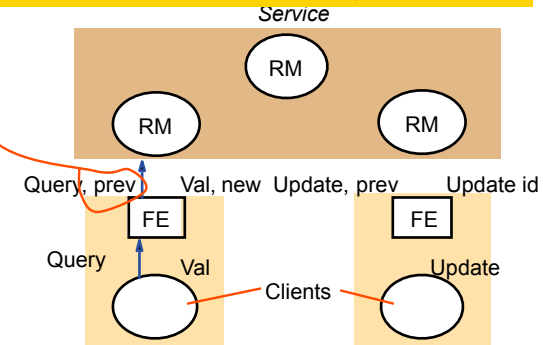 Service
RM
RM
RM
Query, prev Val, new Update, prev Update id
FE
FE
Query
Val
Update
Clients